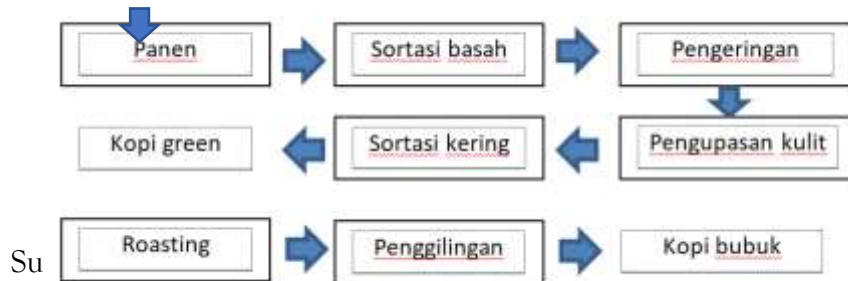 Panen Sortasi basah Pengeringan
Kopi green Sortasi kering Pengupasan kulit
Su Roasting Penggilingan Kopi bubuk